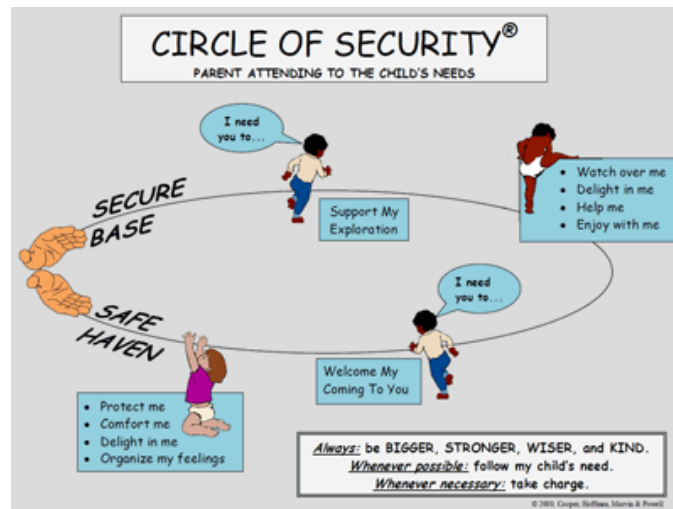 CIRCLE OF SECURITY®
PARENT ATTENDING TO THE CHILD'S NEEDS
I need
you to...
SECURE
BASE
Support My
Exploration
• Watch over me
• Delight in me
• Help me
• Enjoy with me
I need
you to...
SAFE
HAVEN
Welcome My
Coming To You
• Protect me
• Comfort me
• Delight in me
• Organize my feelings
Always: be BIGGER, STRONGER, WISER, and KIND.
Whenever possible: follow my child's need.
Whenever necessary: take charge.
© 2000, Cooper, Hoffman, Marvin & Powell